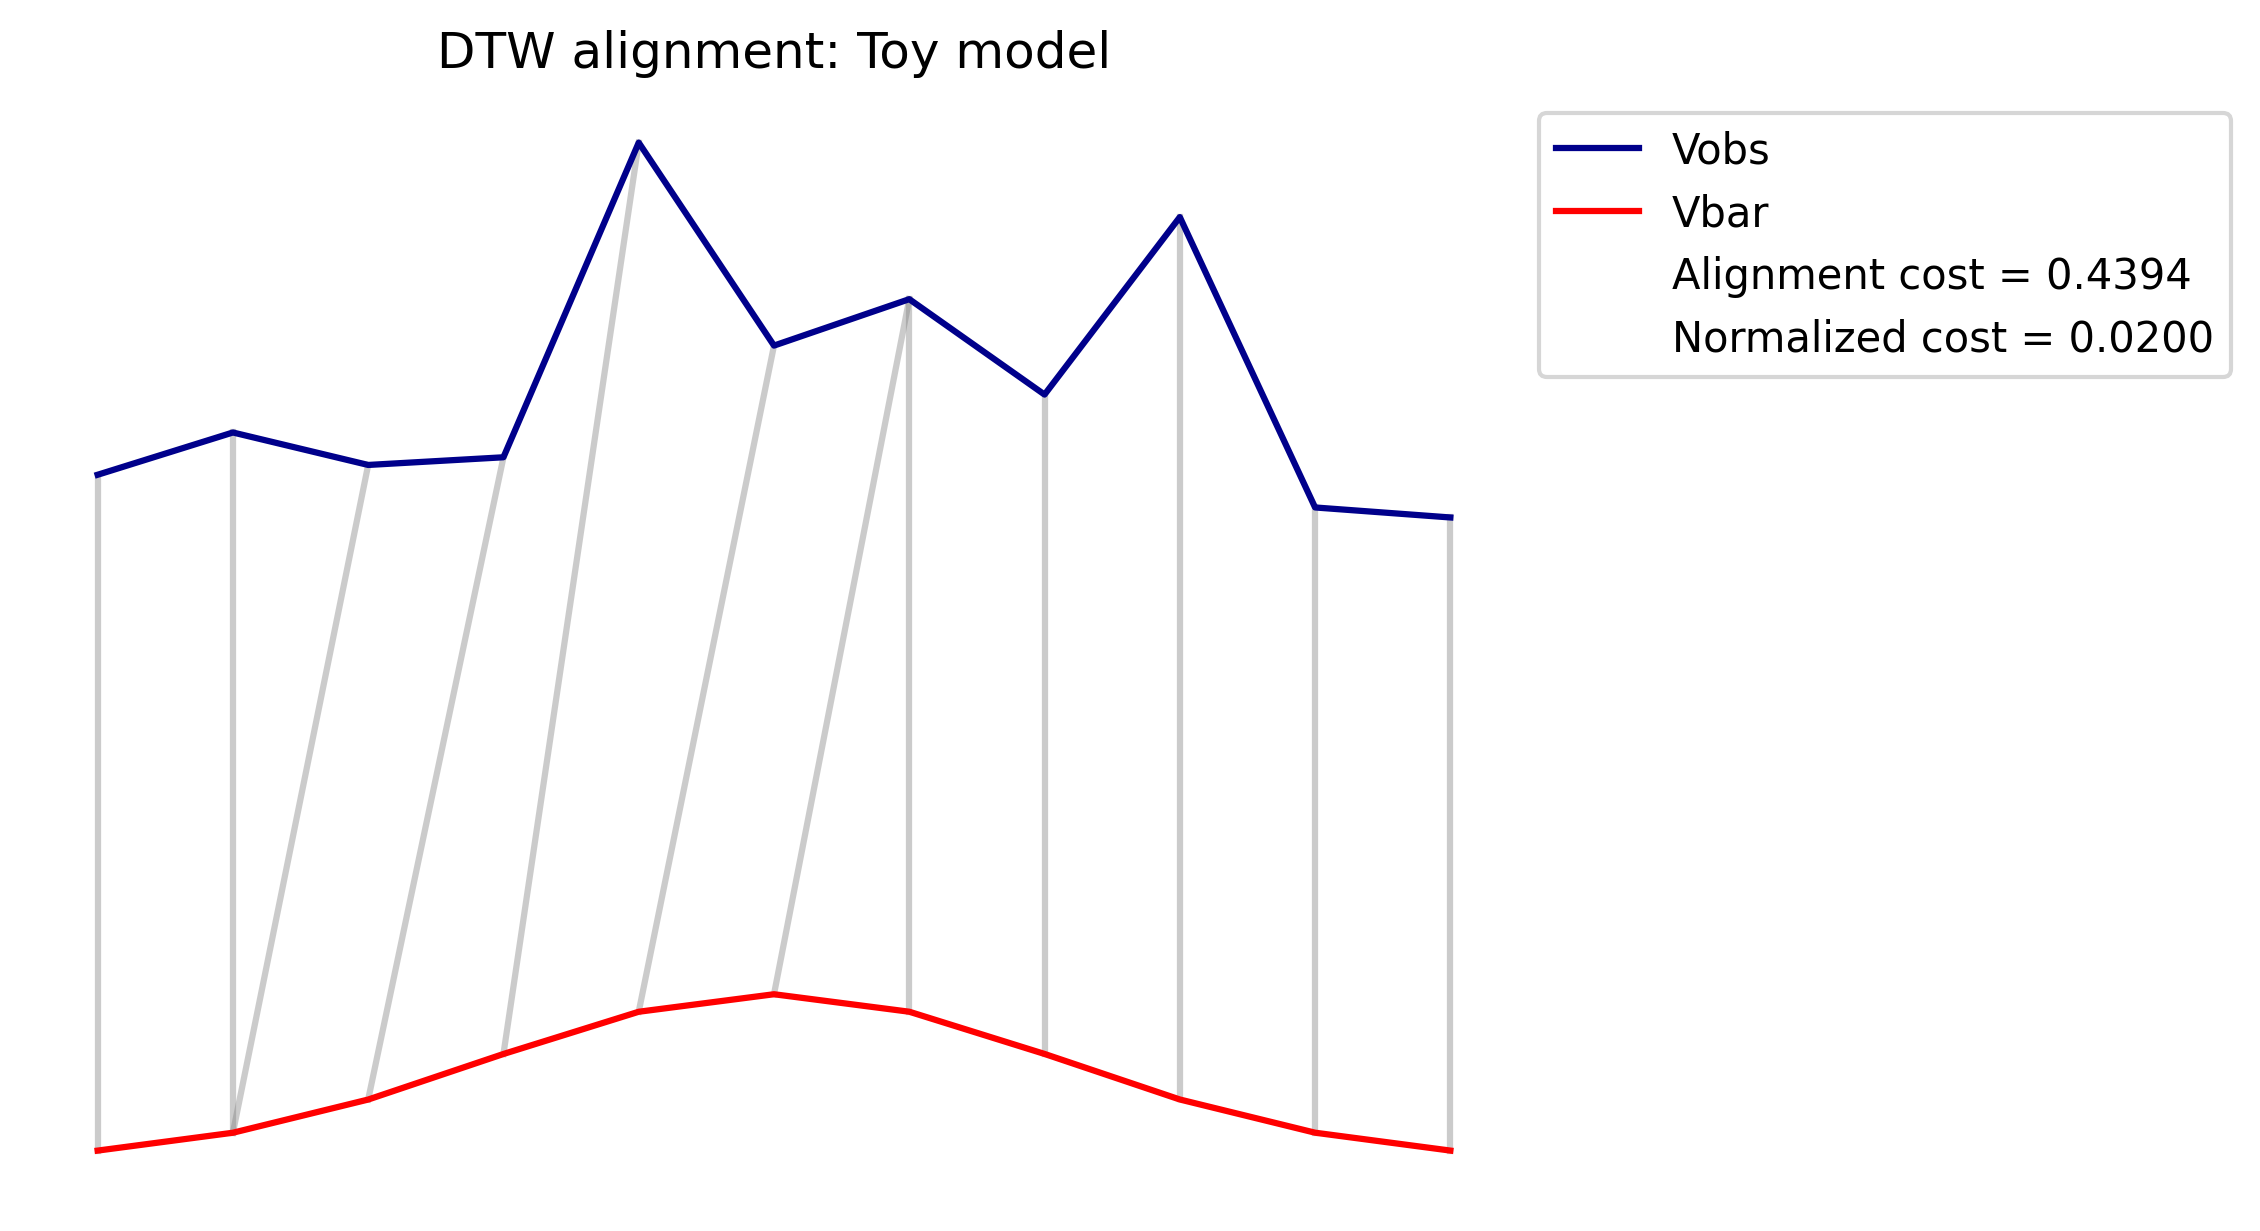 DTW alignment: Toy model
Vobs
Vbar
Alignment cost = 0.4394
Normalized cost = 0.0200